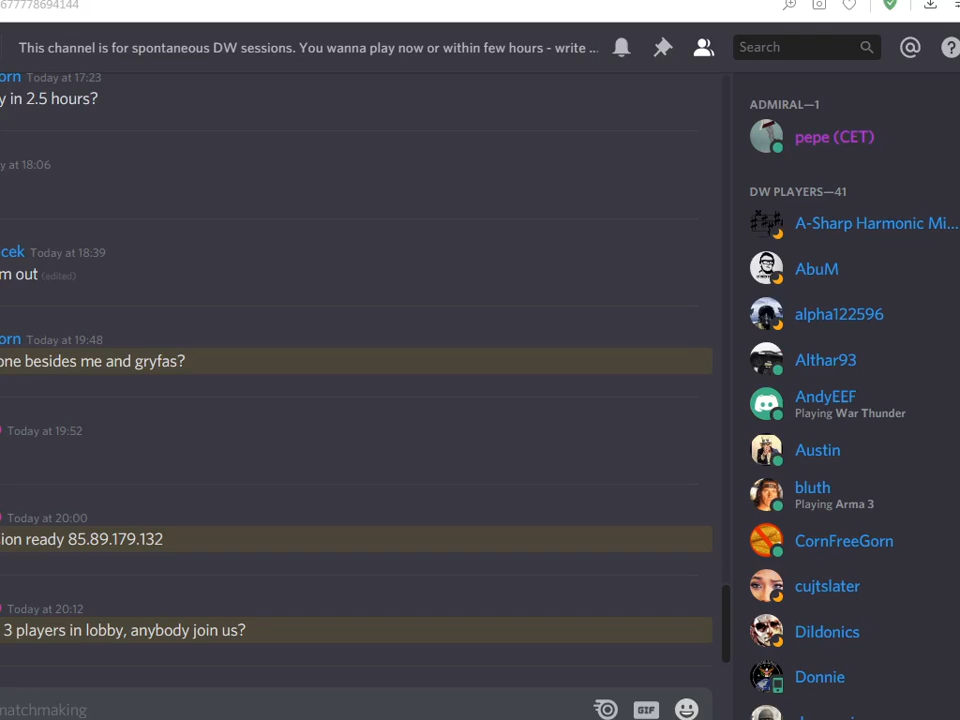 677778694144
This channel is for spontaneous DW sessions. You wanna play now or within few hours - write ...
Search
orn Today at 17:23
y in 2.5 hours?
y at 18:06
cek Today at 18:39
m out (edited)
orn Today at 19:48
one besides me and gryfas?
Today at 19:52
Today at 20:00
ion ready 85.89.179.132
Today at 20:12
3 players in lobby, anybody join us?
matchmaking
GIF
ADMIRAL—1
pepe (CET)
DW PLAYERS—41
A-Sharp Harmonic Mi...
AbuM
alpha122596
Althar93
AndyEEF
Playing War Thunder
Austin
bluth
Playing Arma 3
CornFreeGorn
cujtslater
Dildonics
Donnie